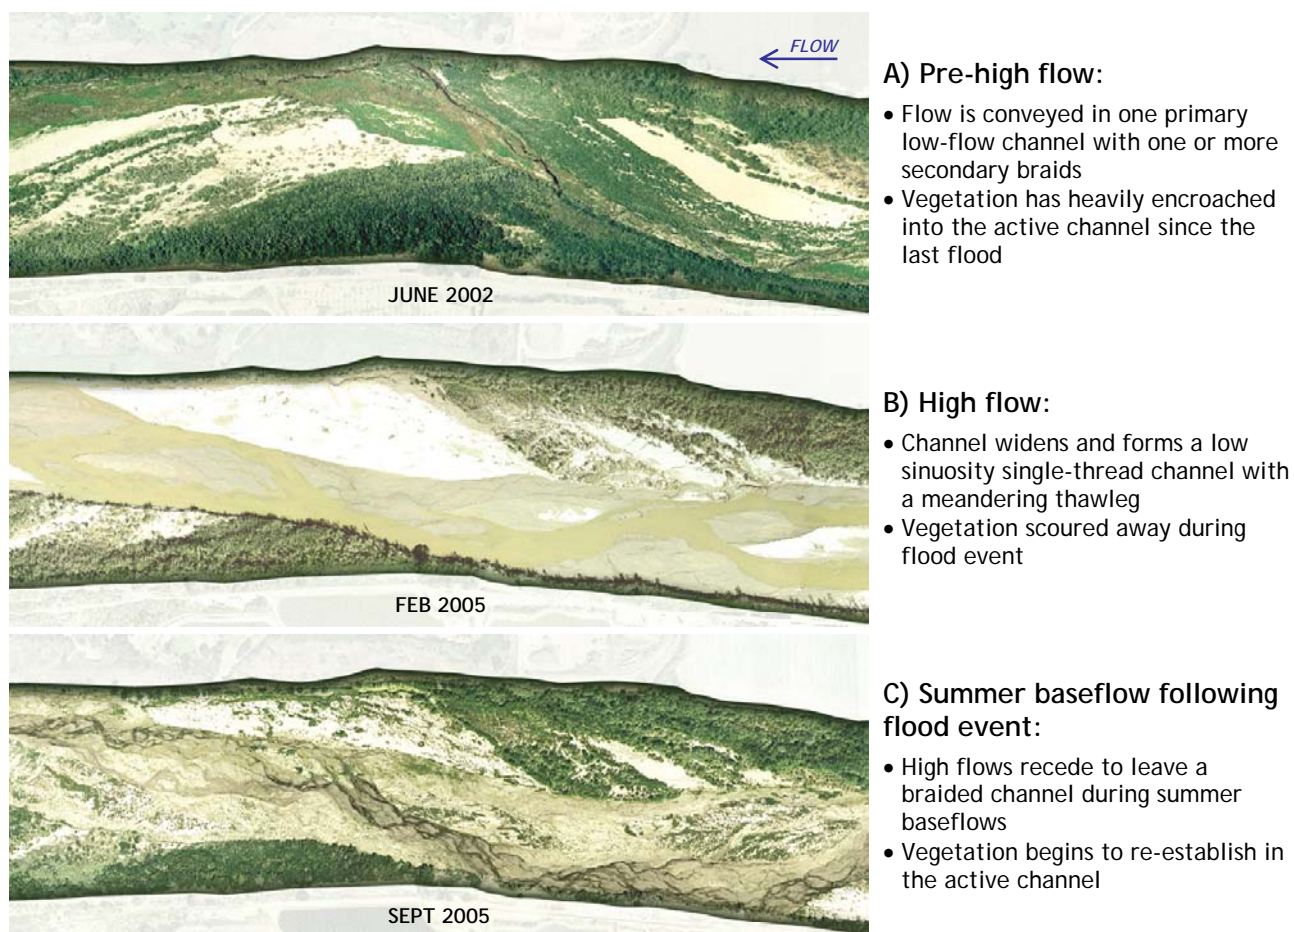 FLOW
JUNE 2002
A) Pre-high flow:
• Flow is conveyed in one primary
low-flow channel with one or more
secondary braids
• Vegetation has heavily encroached
into the active channel since the
last flood
FEB 2005
B) High flow:
• Channel widens and forms a low
sinuosity single-thread channel with
a meandering thawleg
• Vegetation scoured away during
flood event
SEPT 2005
C) Summer baseflow following
flood event:
• High flows recede to leave a
braided channel during summer
baseflows
• Vegetation begins to re-establish in
the active channel